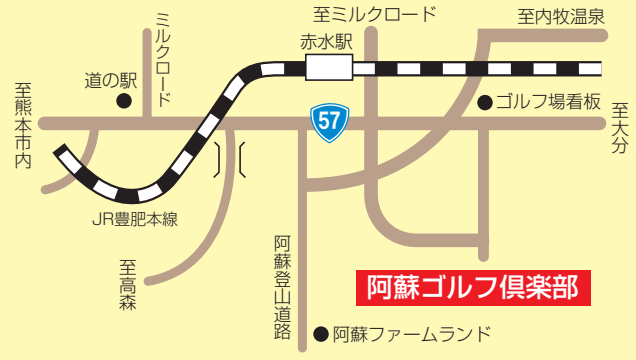 至ミルクロード
至内牧温泉
ミルクロード
赤水駅
道の駅
至熊本市内
ゴルフ場看板
至大分
57
JR豊肥本線
阿蘇登山道路
至高森
阿蘇ゴルフ倶楽部
阿蘇ファームランド